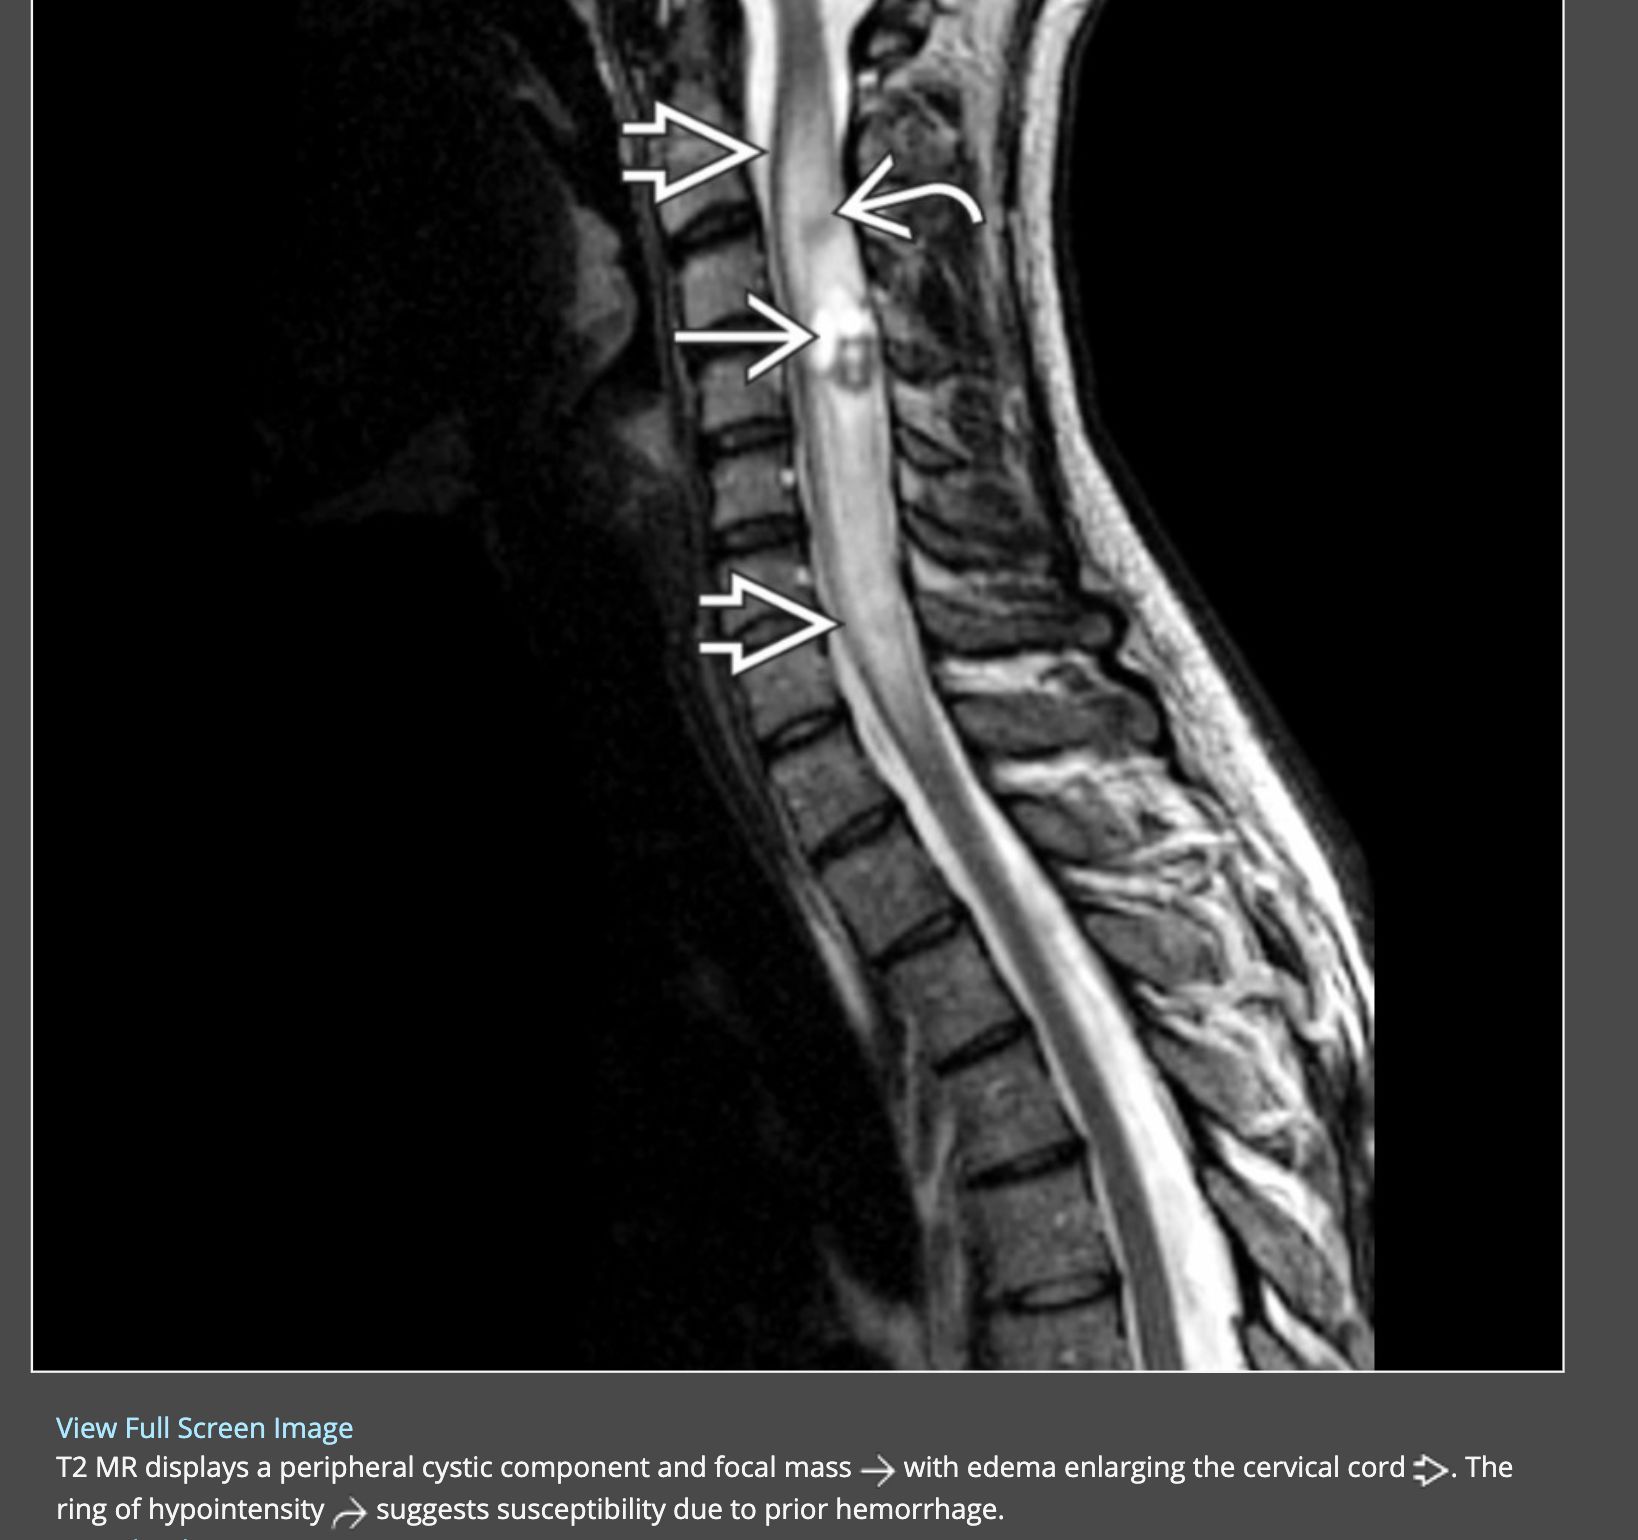 View Full Screen Image
T2 MR displays a peripheral cystic component and focal mass → with edema enlarging the cervical cord ⇨. The
ring of hypointensity ↷ suggests susceptibility due to prior hemorrhage.